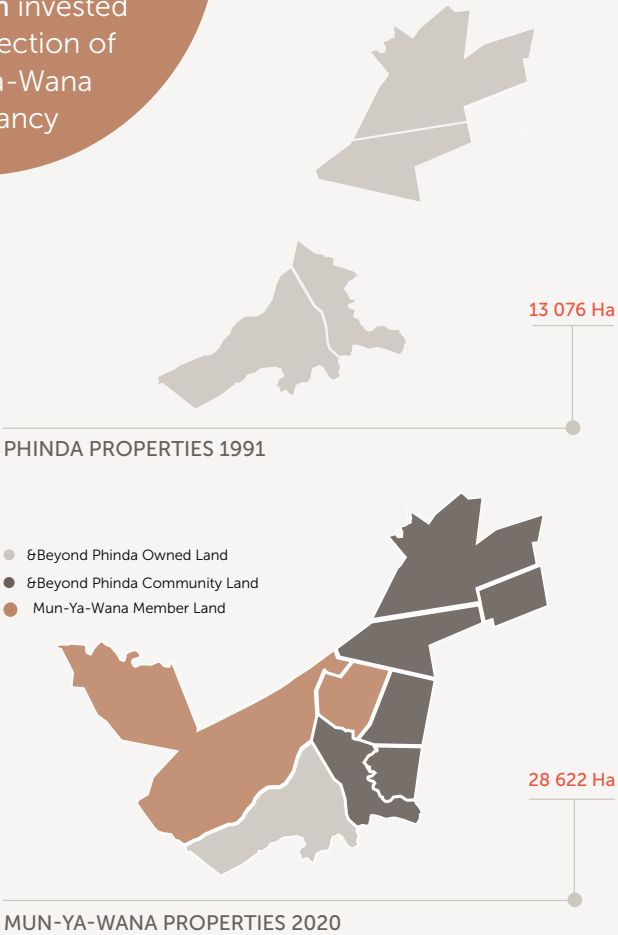 invested
ection of
a-Wana
ancy
13 076 Ha
PHINDA PROPERTIES 1991
&Beyond Phinda Owned Land
&Beyond Phinda Community Land
Mun-Ya-Wana Member Land
28 622 Ha
MUN-YA-WANA PROPERTIES 2020